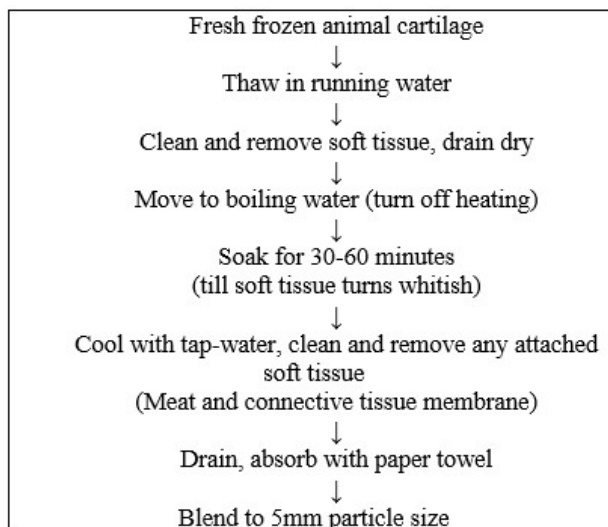 Fresh frozen animal cartilage
↓
Thaw in running water
↓
Clean and remove soft tissue, drain dry
↓
Move to boiling water (turn off heating)
↓
Soak for 30-60 minutes
(till soft tissue turns whitish)
↓
Cool with tap-water, clean and remove any attached
soft tissue
(Meat and connective tissue membrane)
↓
Drain, absorb with paper towel
↓
Blend to 5mm particle size